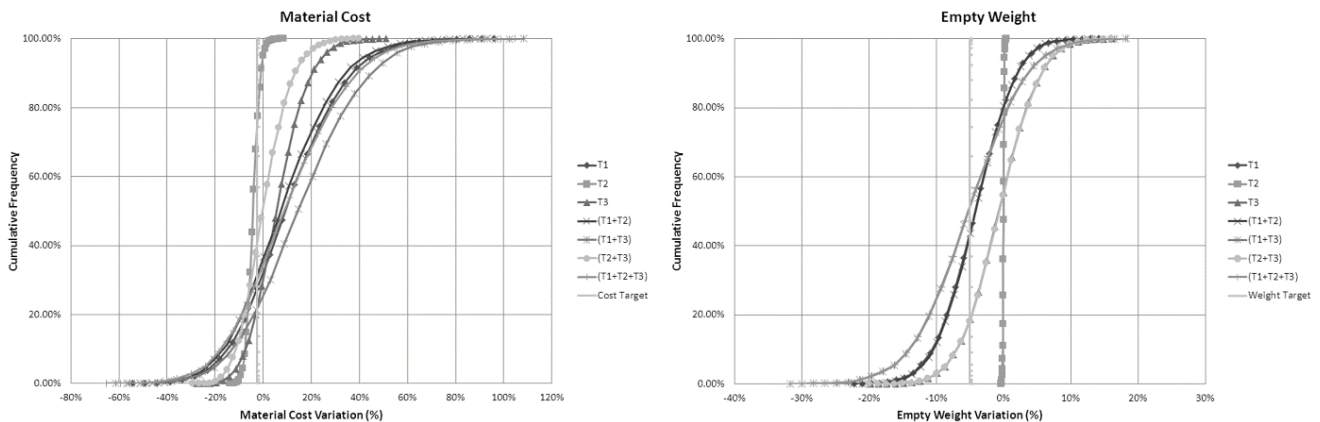 Material Cost
Cumulative Frequency
100.00%
80.00%
60.00%
40.00%
20.00%
0.00%
-80%
-60%
-40%
-20%
0%
20%
40%
60%
80%
100%
120%
Material Cost Variation (%)
T1
T2
T3
(T1+T2)
(T1+T3)
(T2+T3)
(T1+T2+T3)
Cost Target
Empty Weight
Cumulative Frequency
100.00%
80.00%
60.00%
40.00%
20.00%
0.00%
-40%
-30%
-20%
-10%
0%
10%
20%
30%
Empty Weight Variation (%)
T1
T2
T3
(T1+T2)
(T1+T3)
(T2+T3)
(T1+T2+T3)
Weight Target